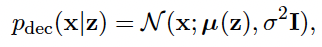 p_dec(x|z) = 𝒩(x; μ(z), σ²I),